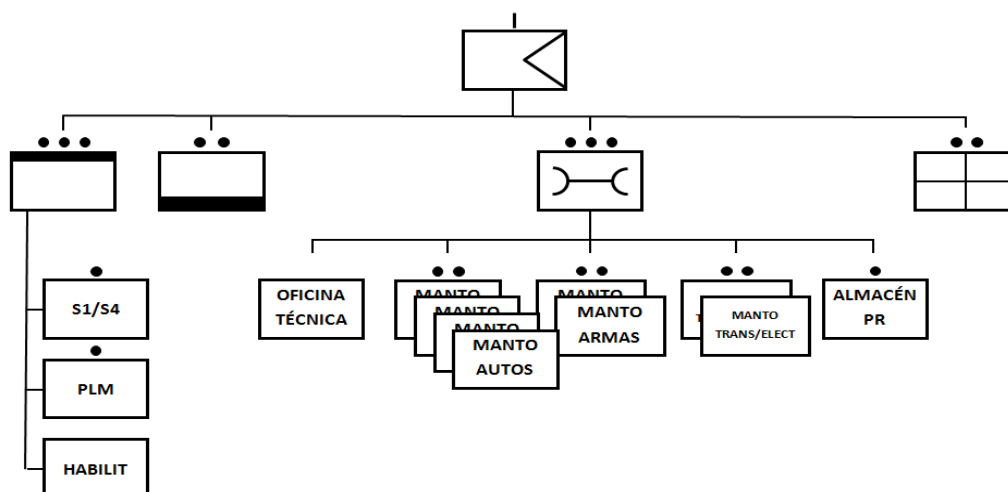 S1/S4
PLM
HABILIT
OFICINA
TÉCNICA
MANTO
MANTO
MANTO
MANTO
AUTOS
MANTO
MANTO
ARMAS
MANTO
TRANS/ELECT
ALMACÉN
PR